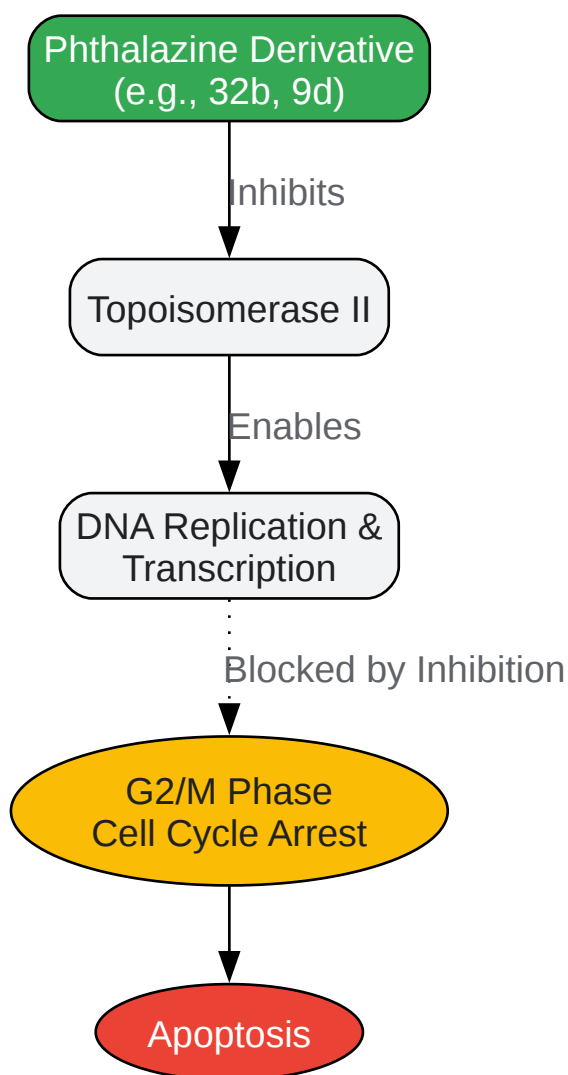 Phthalazine Derivative
(e.g., 32b, 9d)
Inhibits
Topoisomerase II
Enables
DNA Replication &
Transcription
Blocked by Inhibition
G2/M Phase
Cell Cycle Arrest
Apoptosis